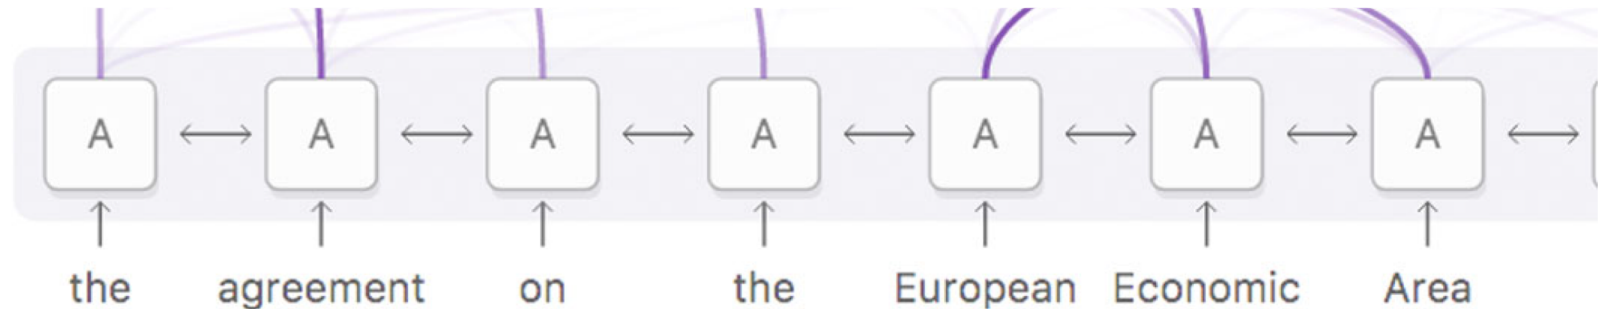 A A A A A A A
the agreement on the European Economic Area